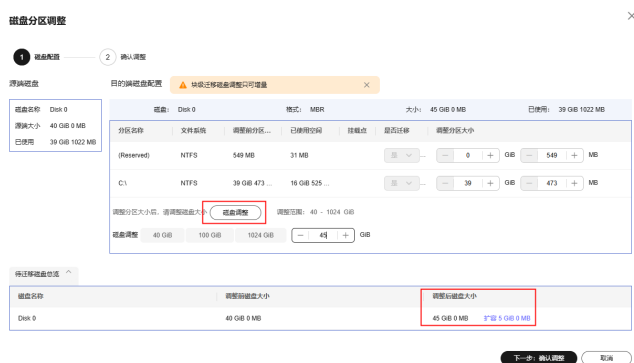 磁盘分区调整
1 磁盘配置 2 确认调整
源端磁盘
目的端磁盘配置 块级迁移磁盘调整只可增量
磁盘名称 Disk 0
源端大小 40 GiB 0 MB
已使用 39 GiB 1022 MB
磁盘: Disk 0 格式: MBR 大小: 45 GiB 0 MB 已使用: 39 GiB 1022 MB
分区名称 文件系统 调整前分区... 已使用空间 挂载点 是否迁移 调整分区大小
(Reserved) NTFS 549 MB 31 MB 是 ... 0 GiB 549 MB
C:\ NTFS 39 GiB 473 ... 16 GiB 525 ... 是 ... 39 GiB 473 MB
调整分区大小后，请调整磁盘大小 磁盘调整 调整范围: 40 - 1024 GiB
磁盘调整 40 GiB 100 GiB 1024 GiB 45 GiB
待迁移磁盘总览
磁盘名称 调整前磁盘大小 调整后磁盘大小
Disk 0 40 GiB 0 MB 45 GiB 0 MB 扩容 5 GiB 0 MB
下一步: 确认调整 取消